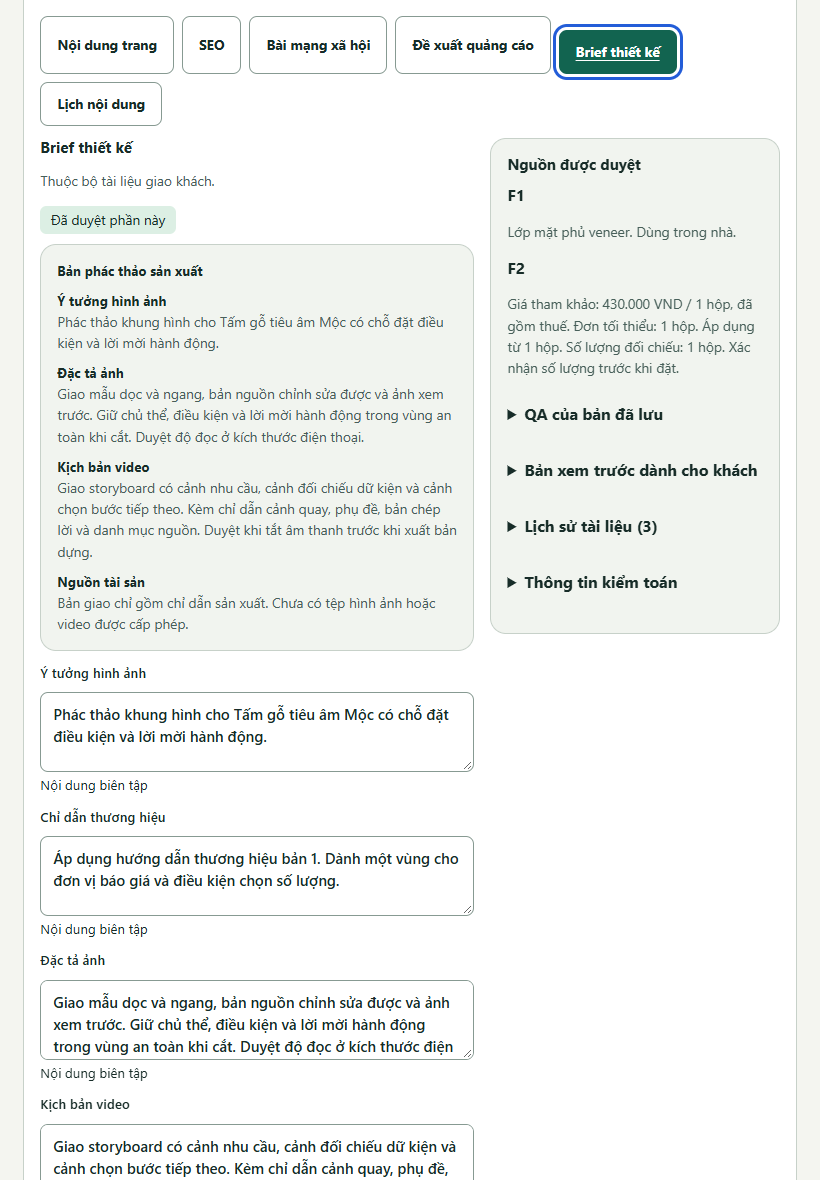 Nội dung trang
SEO
Bài mạng xã hội
Đề xuất quảng cáo
Brief thiết kế
Lịch nội dung
Brief thiết kế
Thuộc bộ tài liệu giao khách.
Đã duyệt phần này
Bản phác thảo sản xuất
Ý tưởng hình ảnh
Phác thảo khung hình cho Tấm gỗ tiêu âm Mộc có chỗ đặt điều
kiện và lời mời hành động.
Đặc tả ảnh
Giao mẫu dọc và ngang, bản nguồn chỉnh sửa được và ảnh xem
trước. Giữ chủ thể, điều kiện và lời mời hành động trong vùng an
toàn khi cắt. Duyệt độ đọc ở kích thước điện thoại.
Kịch bản video
Giao storyboard có cảnh nhu cầu, cảnh đối chiếu dữ kiện và cảnh
chọn bước tiếp theo. Kèm chỉ dẫn cảnh quay, phụ đề, bản chép
lời và danh mục nguồn. Duyệt khi tắt âm thanh trước khi xuất bản
dựng.
Nguồn tài sản
Bản giao chỉ gồm chỉ dẫn sản xuất. Chưa có tệp hình ảnh hoặc
video được cấp phép.
Ý tưởng hình ảnh
Phác thảo khung hình cho Tấm gỗ tiêu âm Mộc có chỗ đặt
điều kiện và lời mời hành động.
Nội dung biên tập
Chỉ dẫn thương hiệu
Áp dụng hướng dẫn thương hiệu bản 1. Dành một vùng cho
đơn vị báo giá và điều kiện chọn số lượng.
Nội dung biên tập
Đặc tả ảnh
Giao mẫu dọc và ngang, bản nguồn chỉnh sửa được và ảnh
xem trước. Giữ chủ thể, điều kiện và lời mời hành động
trong vùng an toàn khi cắt. Duyệt độ đọc ở kích thước điện
Nội dung biên tập
Kịch bản video
Giao storyboard có cảnh nhu cầu, cảnh đối chiếu dữ kiện và
cảnh chọn bước tiếp theo. Kèm chỉ dẫn cảnh quay, phụ đề,
Nguồn được duyệt
F1
Lớp mặt phủ veneer. Dùng trong nhà.
F2
Giá tham khảo: 430.000 VND / 1 hộp, đã
gồm thuế. Đơn tối thiểu: 1 hộp. Áp dụng
từ 1 hộp. Số lượng đối chiếu: 1 hộp. Xác
nhận số lượng trước khi đặt.
QA của bản đã lưu
Bản xem trước dành cho khách
Lịch sử tài liệu (3)
Thông tin kiểm toán